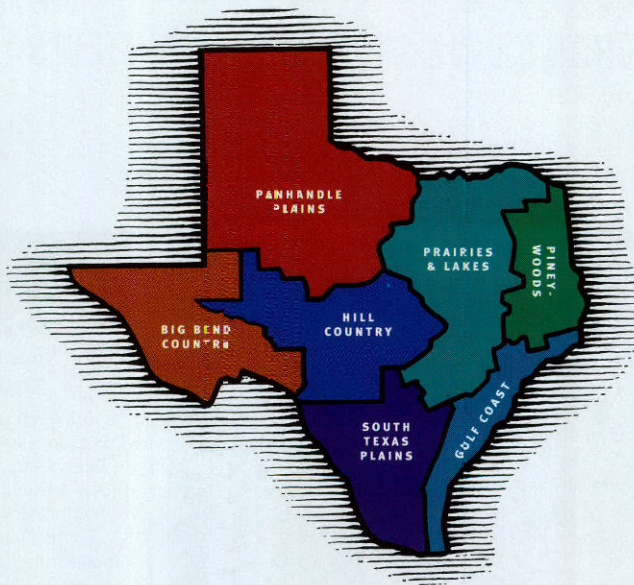 PANHANDLE
PLAINS
PRAIRIES
& LAKES
PINEY-
WOODS
BIG BEND
COUNTRY
HILL
COUNTRY
SOUTH
TEXAS
PLAINS
GULF COAST